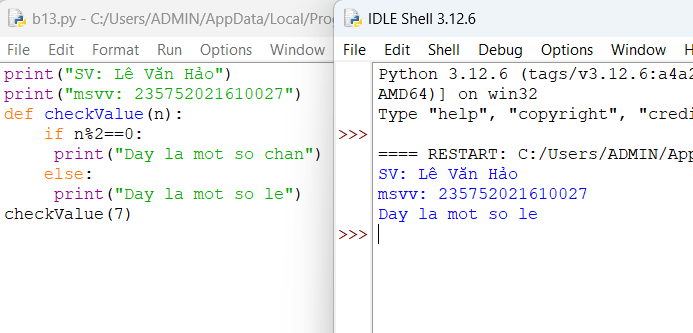 b13.py - C:/Users/ADMIN/AppData/Local/Pro
File Edit Format Run Options Window
print("SV: Lê Văn Hảo")
print("msvv: 235752021610027")
def checkValue(n):
if n%2==0:
print("Day la mot so chan")
else:
print("Day la mot so le")
checkValue(7)
IDLE Shell 3.12.6
File Edit Shell Debug Options Window H
Python 3.12.6 (tags/v3.12.6:a4a2
AMD64)] on win32
Type "help", "copyright", "credi
>>>
==== RESTART: C:/Users/ADMIN/Ap
SV: Lê Văn Hảo
msvv: 235752021610027
Day la mot so le
>>>